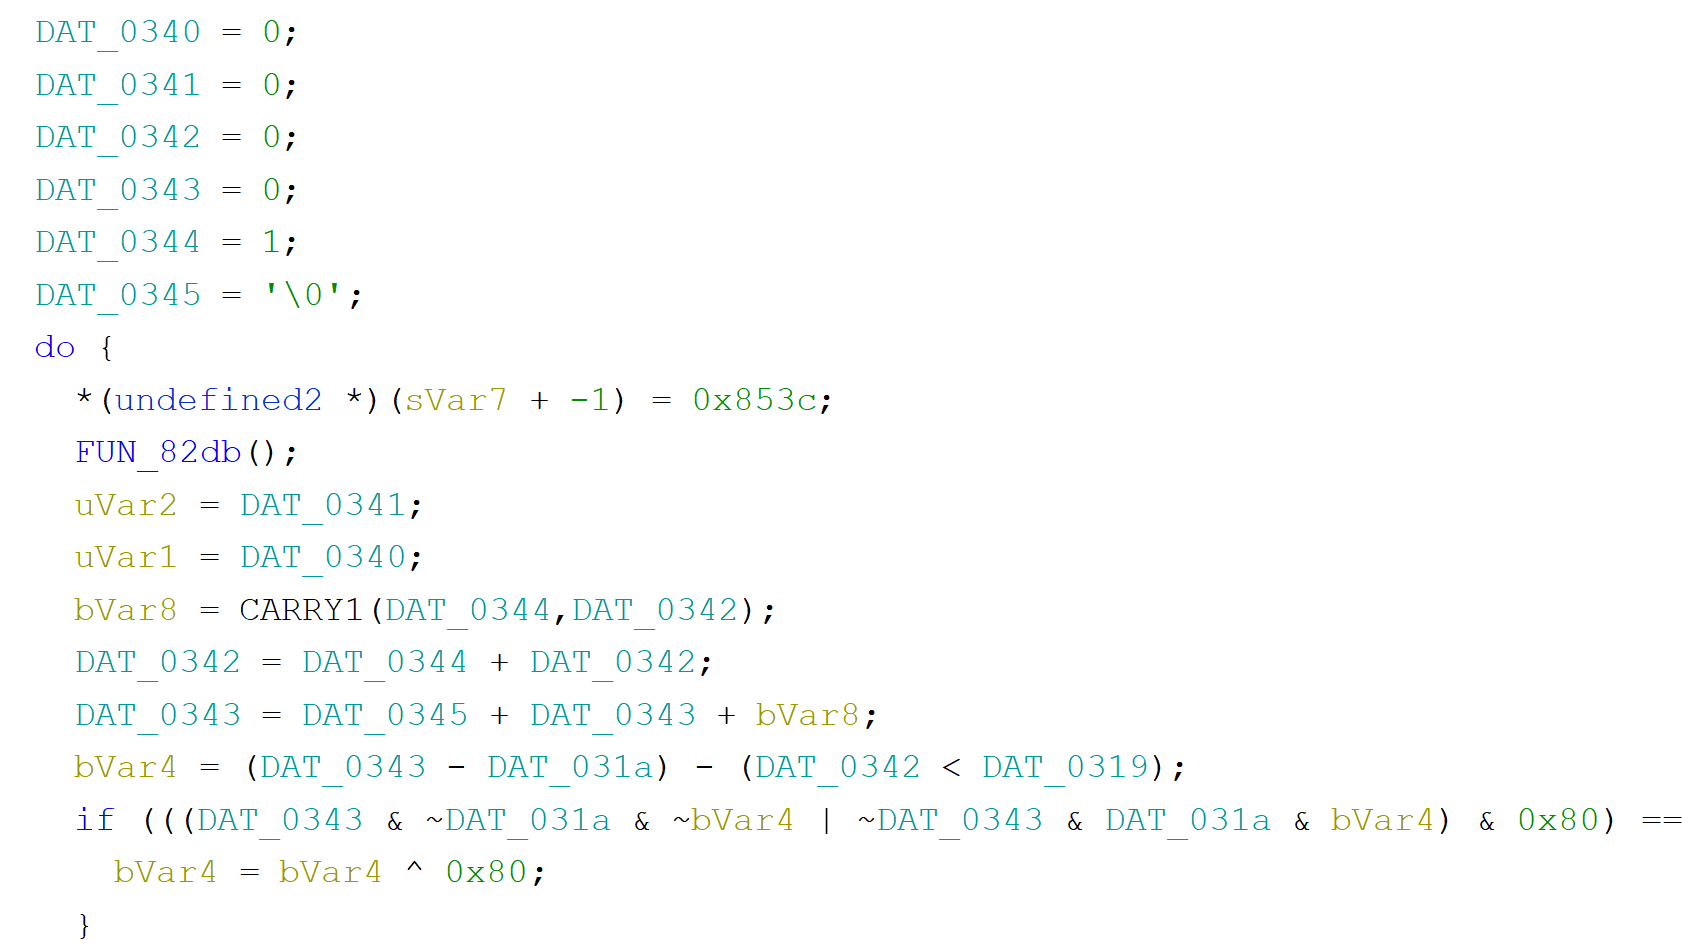 DAT_0340 = 0;
DAT_0341 = 0;
DAT_0342 = 0;
DAT_0343 = 0;
DAT_0344 = 1;
DAT_0345 = '\0';
do {
  *(undefined2 *)(sVar7 + -1) = 0x853c;
  FUN_82db();
  uVar2 = DAT_0341;
  uVar1 = DAT_0340;
  bVar8 = CARRY1(DAT_0344,DAT_0342);
  DAT_0342 = DAT_0344 + DAT_0342;
  DAT_0343 = DAT_0345 + DAT_0343 + bVar8;
  bVar4 = (DAT_0343 - DAT_031a) - (DAT_0342 < DAT_0319);
  if (((DAT_0343 & ~DAT_031a & ~bVar4 | ~DAT_0343 & DAT_031a & bVar4) & 0x80) ==
    bVar4 = bVar4 ^ 0x80;
  }